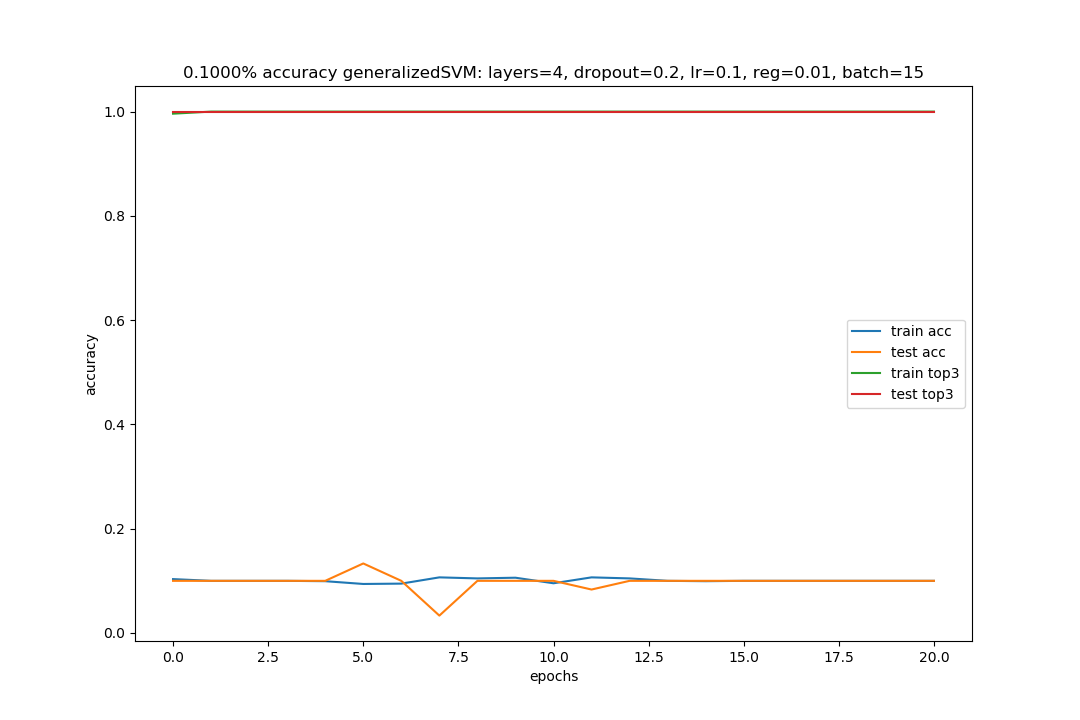 0.1000% accuracy generalizedSVM: layers=4, dropout=0.2, lr=0.1, reg=0.01, batch=15
accuracy
1.0
0.8
0.6
0.4
0.2
0.0
train acc
test acc
train top3
test top3
0.0 2.5 5.0 7.5 10.0 12.5 15.0 17.5 20.0
epochs